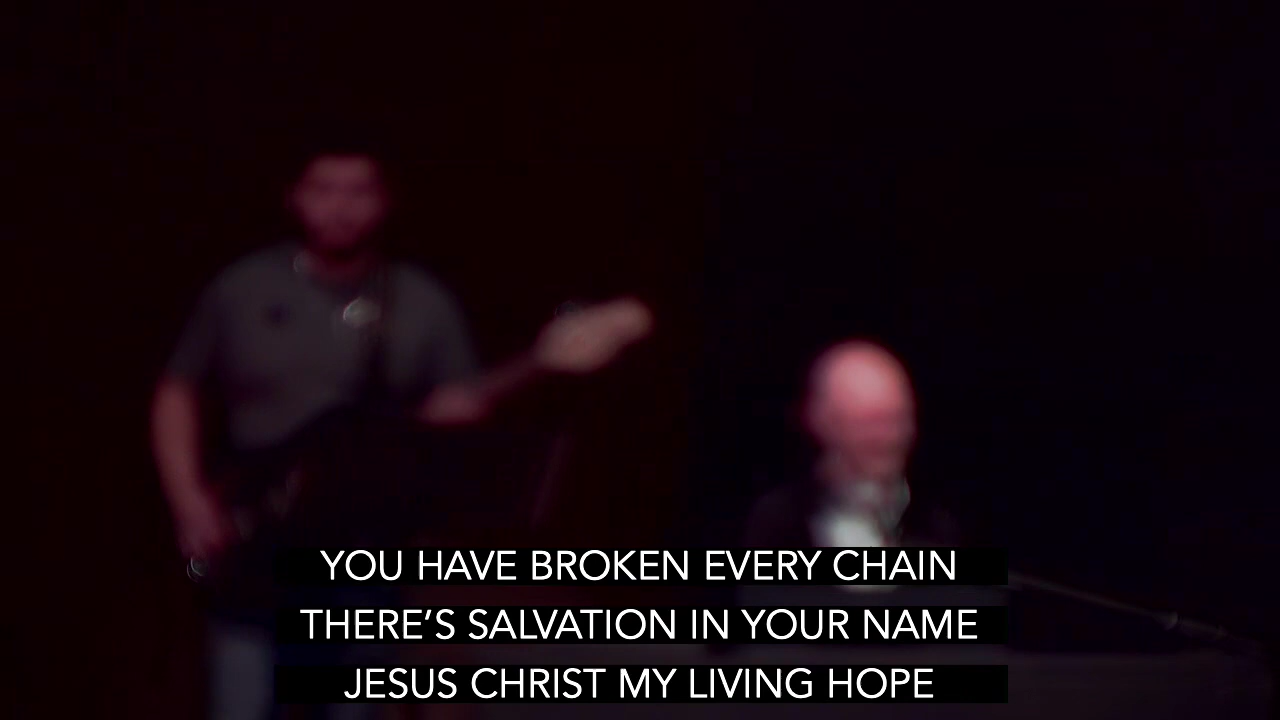 YOU HAVE BROKEN EVERY CHAIN
THERE’S SALVATION IN YOUR NAME
JESUS CHRIST MY LIVING HOPE